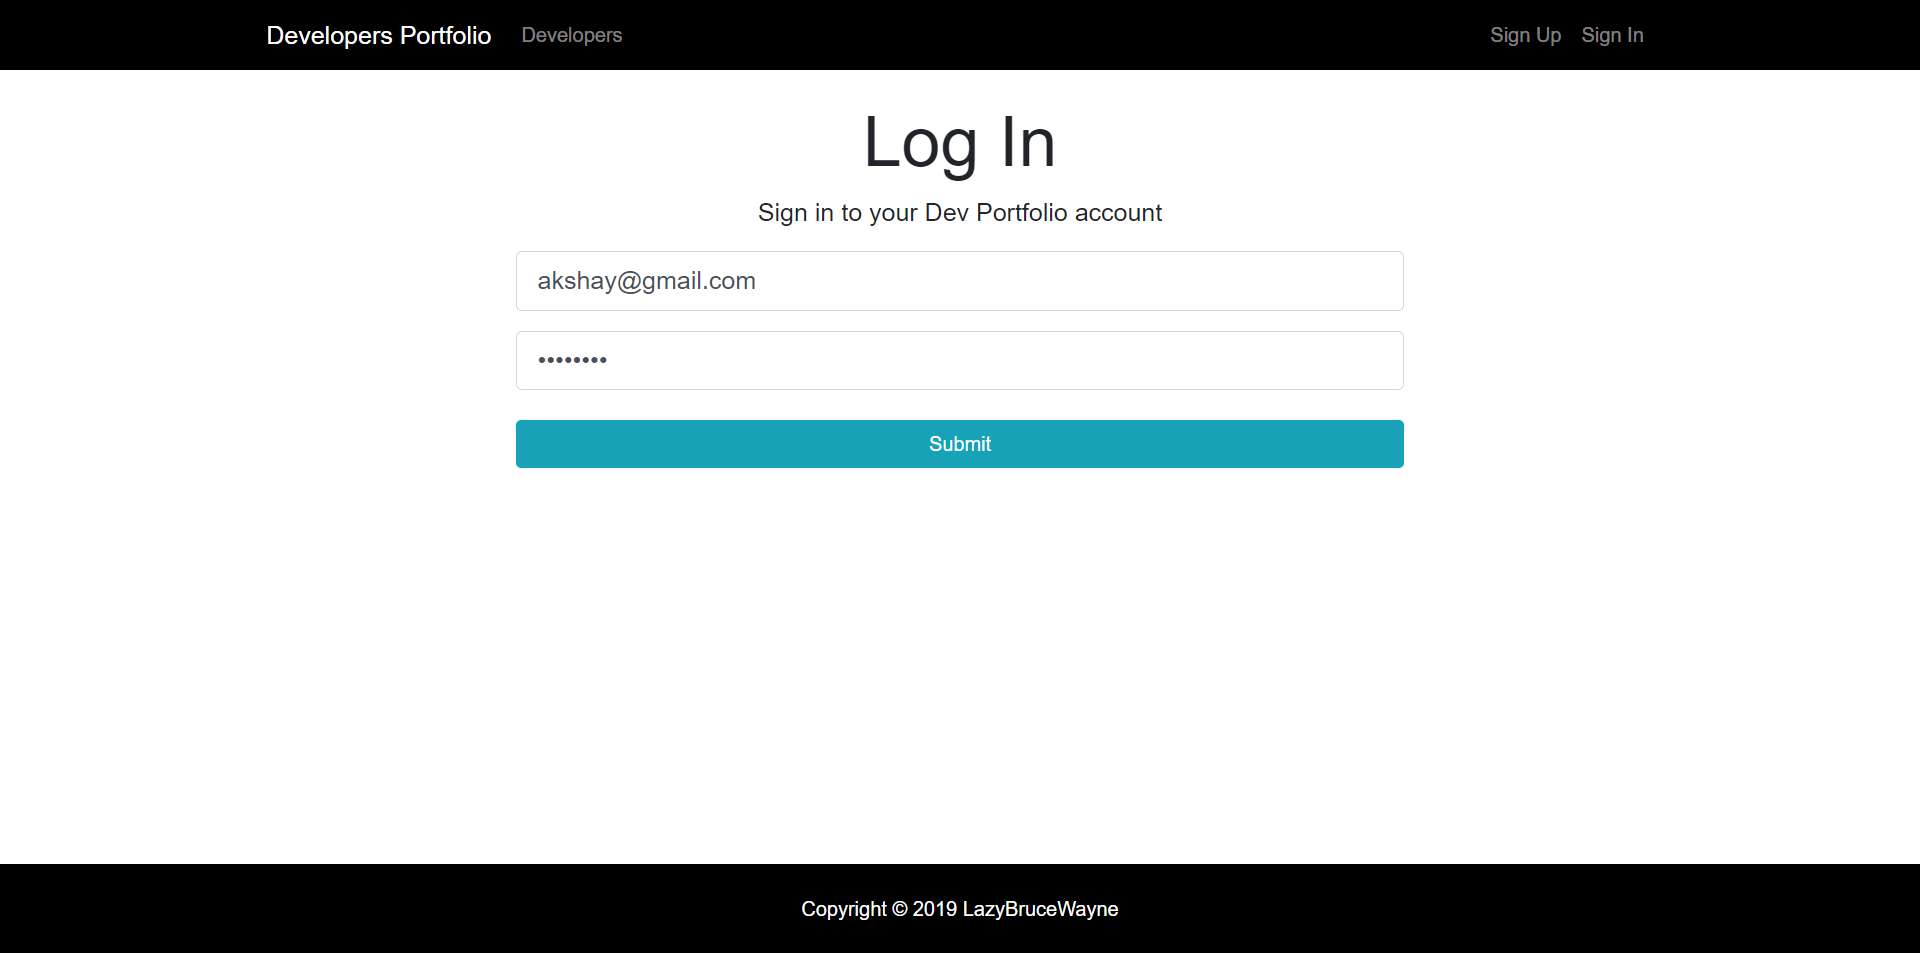 Developers Portfolio Developers Sign Up Sign In
Log In
Sign in to your Dev Portfolio account
akshay@gmail.com
••••••••
Submit
Copyright © 2019 LazyBruceWayne